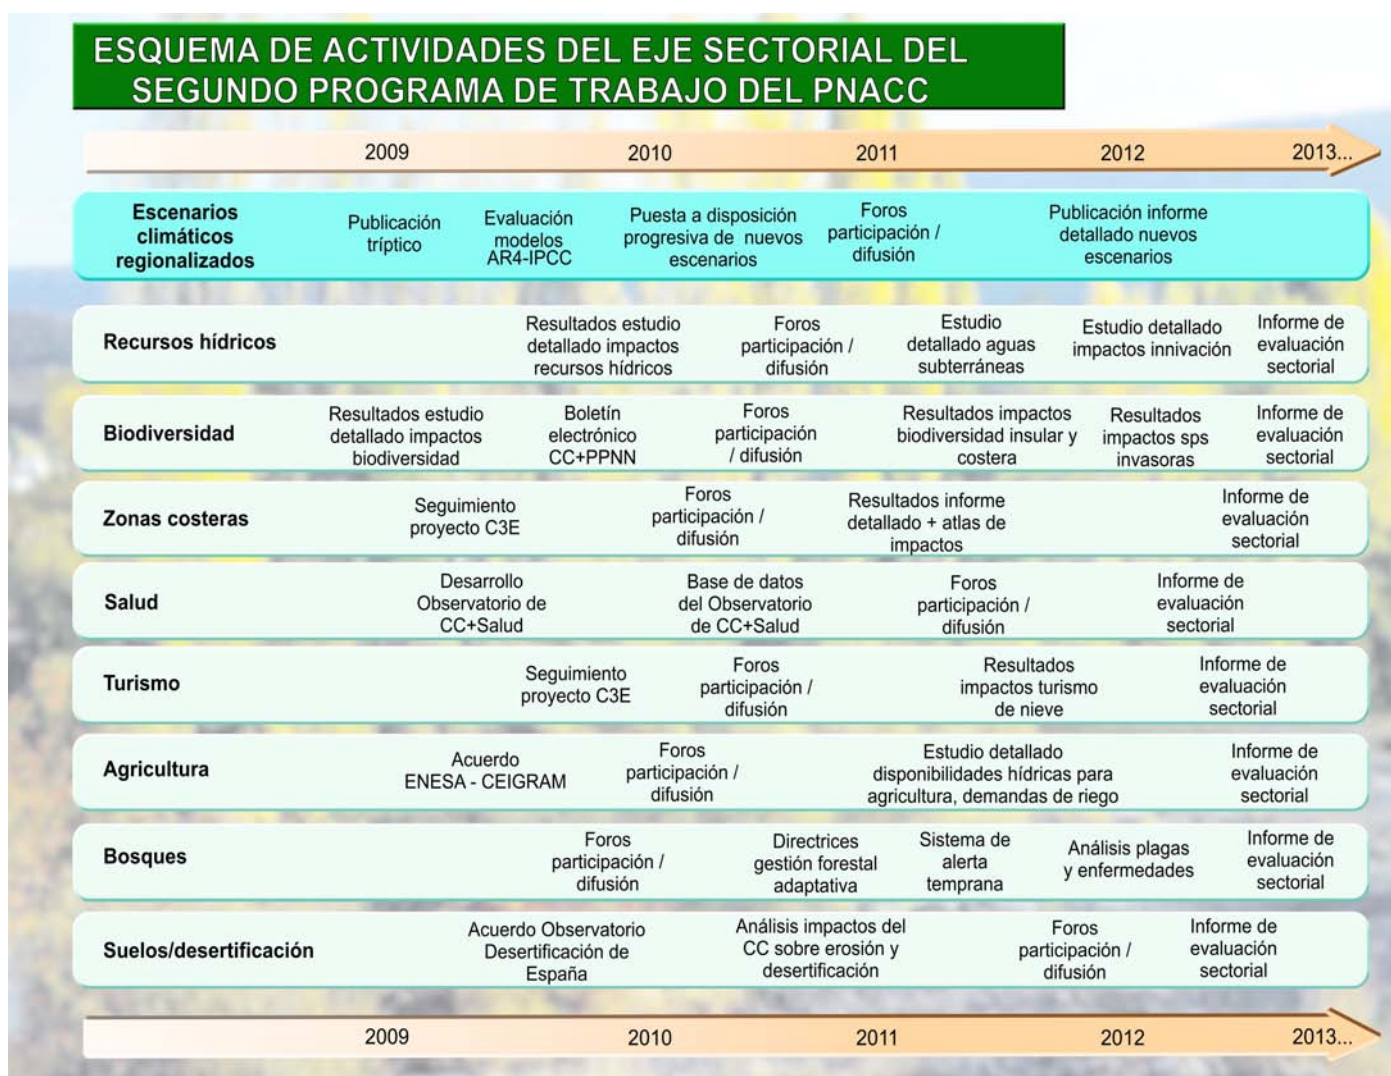 ESQUEMA DE ACTIVIDADES DEL EJE SECTORIAL DEL
SEGUNDO PROGRAMA DE TRABAJO DEL PNACC
2009 2010 2011 2012 2013...
Escenarios
climáticos
regionalizados
Publicación
tríptico
Evaluación
modelos
AR4-IPCC
Puesta a disposición
progresiva de nuevos
escenarios
Foros
participación /
difusión
Publicación informe
detallado nuevos
escenarios
Recursos hídricos
Resultados estudio
detallado impactos
recursos hídricos
Foros
participación /
difusión
Estudio
detallado aguas
subterráneas
Estudio detallado
impactos innivación
Informe de
evaluación
sectorial
Biodiversidad
Resultados estudio
detallado impactos
biodiversidad
Boletín
electrónico
CC+PPNN
Foros
participación
/ difusión
Resultados impactos
biodiversidad insular y
costera
Resultados
impactos sps
invasoras
Informe de
evaluación
sectorial
Zonas costeras
Seguimiento
proyecto C3E
Foros
participación /
difusión
Resultados informe
detallado + atlas de
impactos
Informe de
evaluación
sectorial
Salud
Desarrollo
Observatorio de
CC+Salud
Base de datos
del Observatorio
de CC+Salud
Foros
participación /
difusión
Informe de
evaluación
sectorial
Turismo
Seguimiento
proyecto C3E
Foros
participación /
difusión
Resultados
impactos turismo
de nieve
Informe de
evaluación
sectorial
Agricultura
Acuerdo
ENESA - CEIGRAM
Foros
participación /
difusión
Estudio detallado
disponibilidades hídricas para
agricultura, demandas de riego
Informe de
evaluación
sectorial
Bosques
Foros
participación /
difusión
Directrices
gestión forestal
adaptativa
Sistema de
alerta
temprana
Análisis plagas
y enfermedades
Informe de
evaluación
sectorial
Suelos/desertificación
Acuerdo Observatorio
Desertificación de
España
Análisis impactos del
CC sobre erosión y
desertificación
Foros
participación /
difusión
Informe de
evaluación
sectorial
2009 2010 2011 2012 2013...